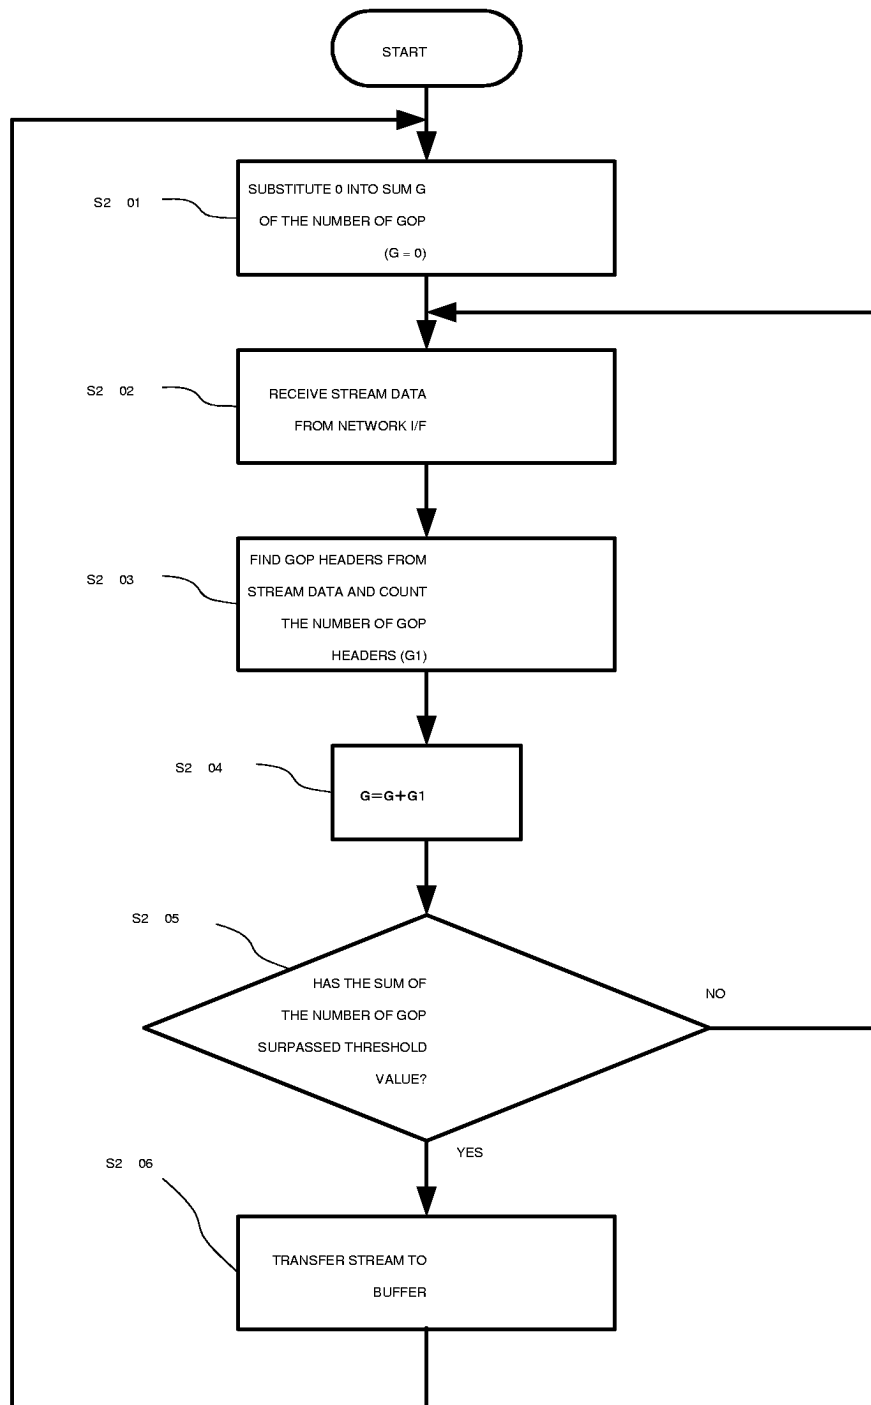 START
S2 01
SUBSTITUTE 0 INTO SUM G
OF THE NUMBER OF GOP
(G = 0)
S2 02
RECEIVE STREAM DATA
FROM NETWORK I/F
S2 03
FIND GOP HEADERS FROM
STREAM DATA AND COUNT
THE NUMBER OF GOP
HEADERS (G1)
S2 04
G=G+G1
S2 05
HAS THE SUM OF
THE NUMBER OF GOP
SURPASSED THRESHOLD
VALUE?
NO
YES
S2 06
TRANSFER STREAM TO
BUFFER